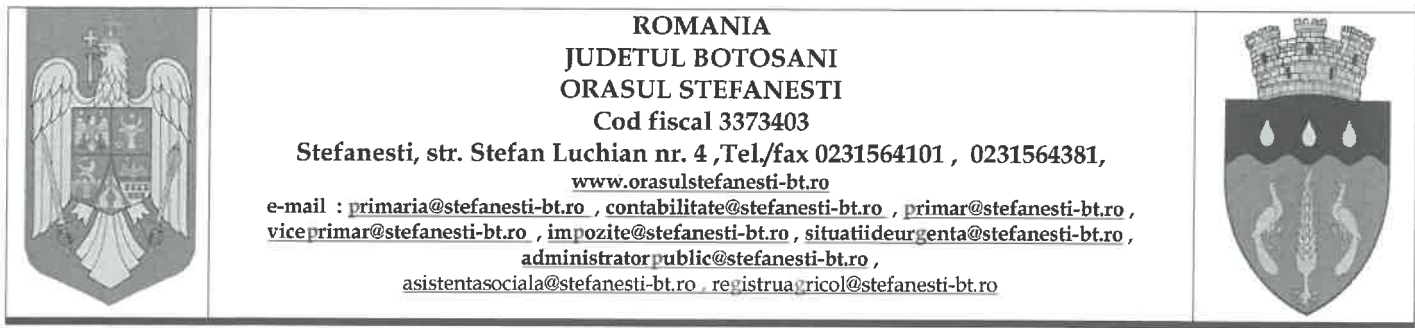 ROMANIA
JUDETUL BOTOSANI
ORASUL STEFANESTI
Cod fiscal 3373403
Stefanesti, str. Stefan Luchian nr. 4 ,Tel./fax 0231564101 , 0231564381,
www.orasulstefanesti-bt.ro
e-mail : primaria@stefanesti-bt.ro , contabilitate@stefanesti-bt.ro , primar@stefanesti-bt.ro ,
viceprimar@stefanesti-bt.ro , impozite@stefanesti-bt.ro , situatiideurgenta@stefanesti-bt.ro ,
administratorpublic@stefanesti-bt.ro ,
asistentasociala@stefanesti-bt.ro , registruagricol@stefanesti-bt.ro